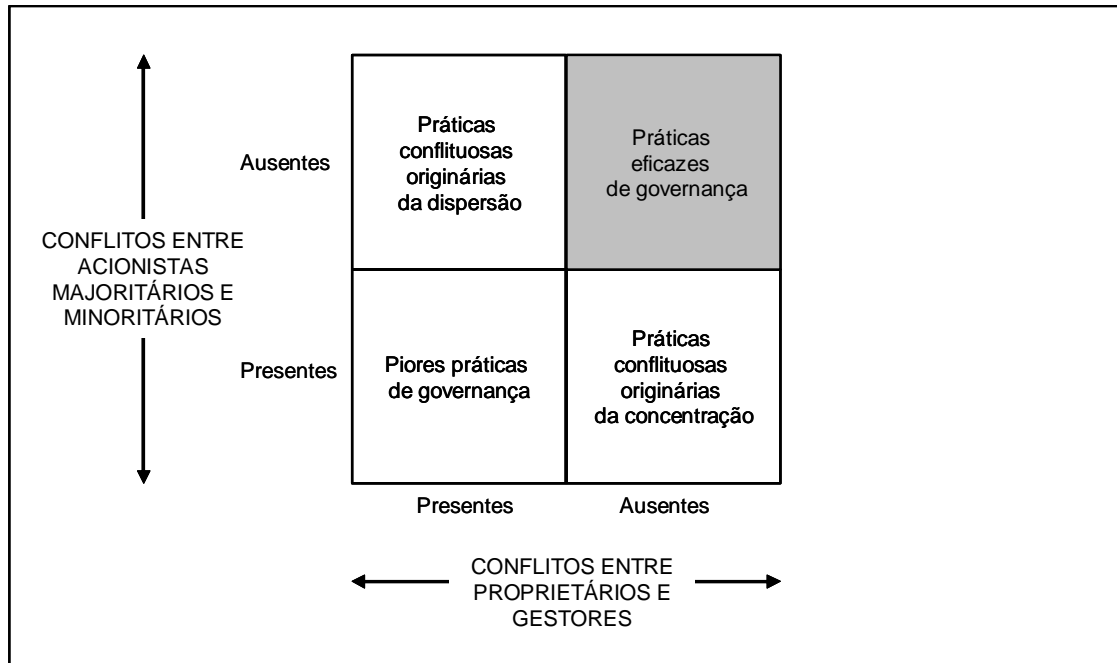 Práticas
conflituosas
originárias
da dispersão
Práticas
eficazes
de governança
Ausentes
CONFLITOS ENTRE
ACIONISTAS
MAJORITÁRIOS E
MINORITÁRIOS
Presentes
Piores práticas
de governança
Práticas
conflituosas
originárias
da concentração
Presentes
Ausentes
CONFLITOS ENTRE
PROPRIETÁRIOS E
GESTORES